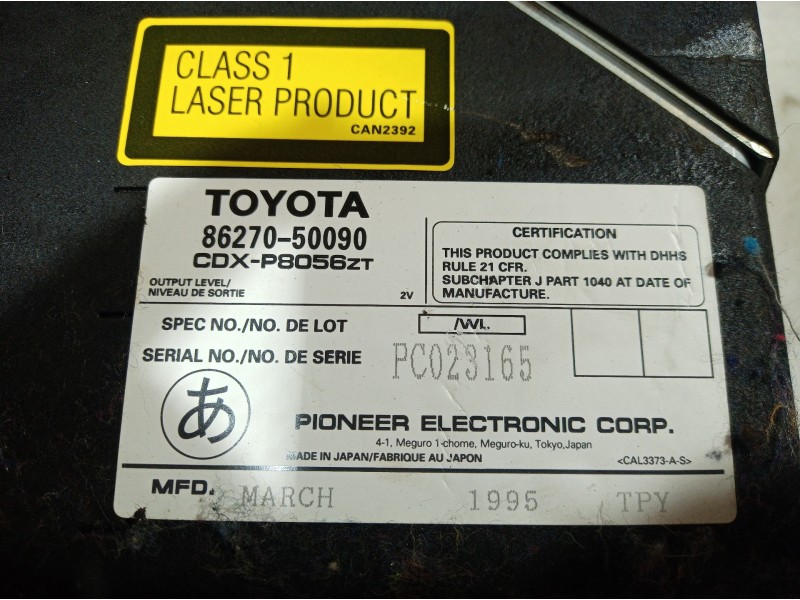 CLASS 1
LASER PRODUCT
CAN2392
TOYOTA
86270-50090
CDX-P8056ZT
OUTPUT LEVEL/
NIVEAU DE SORTIE 2V
CERTIFICATION
THIS PRODUCT COMPLIES WITH DHHS
RULE 21 CFR.
SUBCHAPTER J PART 1040 AT DATE OF
MANUFACTURE.
SPEC NO./NO. DE LOT /WL.
SERIAL NO./NO. DE SERIE PC023165
あ
PIONEER ELECTRONIC CORP.
4-1, Meguro 1-chome, Meguro-ku, Tokyo, Japan
MADE IN JAPAN/FABRIQUE AU JAPON <CAL3373-A-S>
MFD. MARCH 1995 TPY